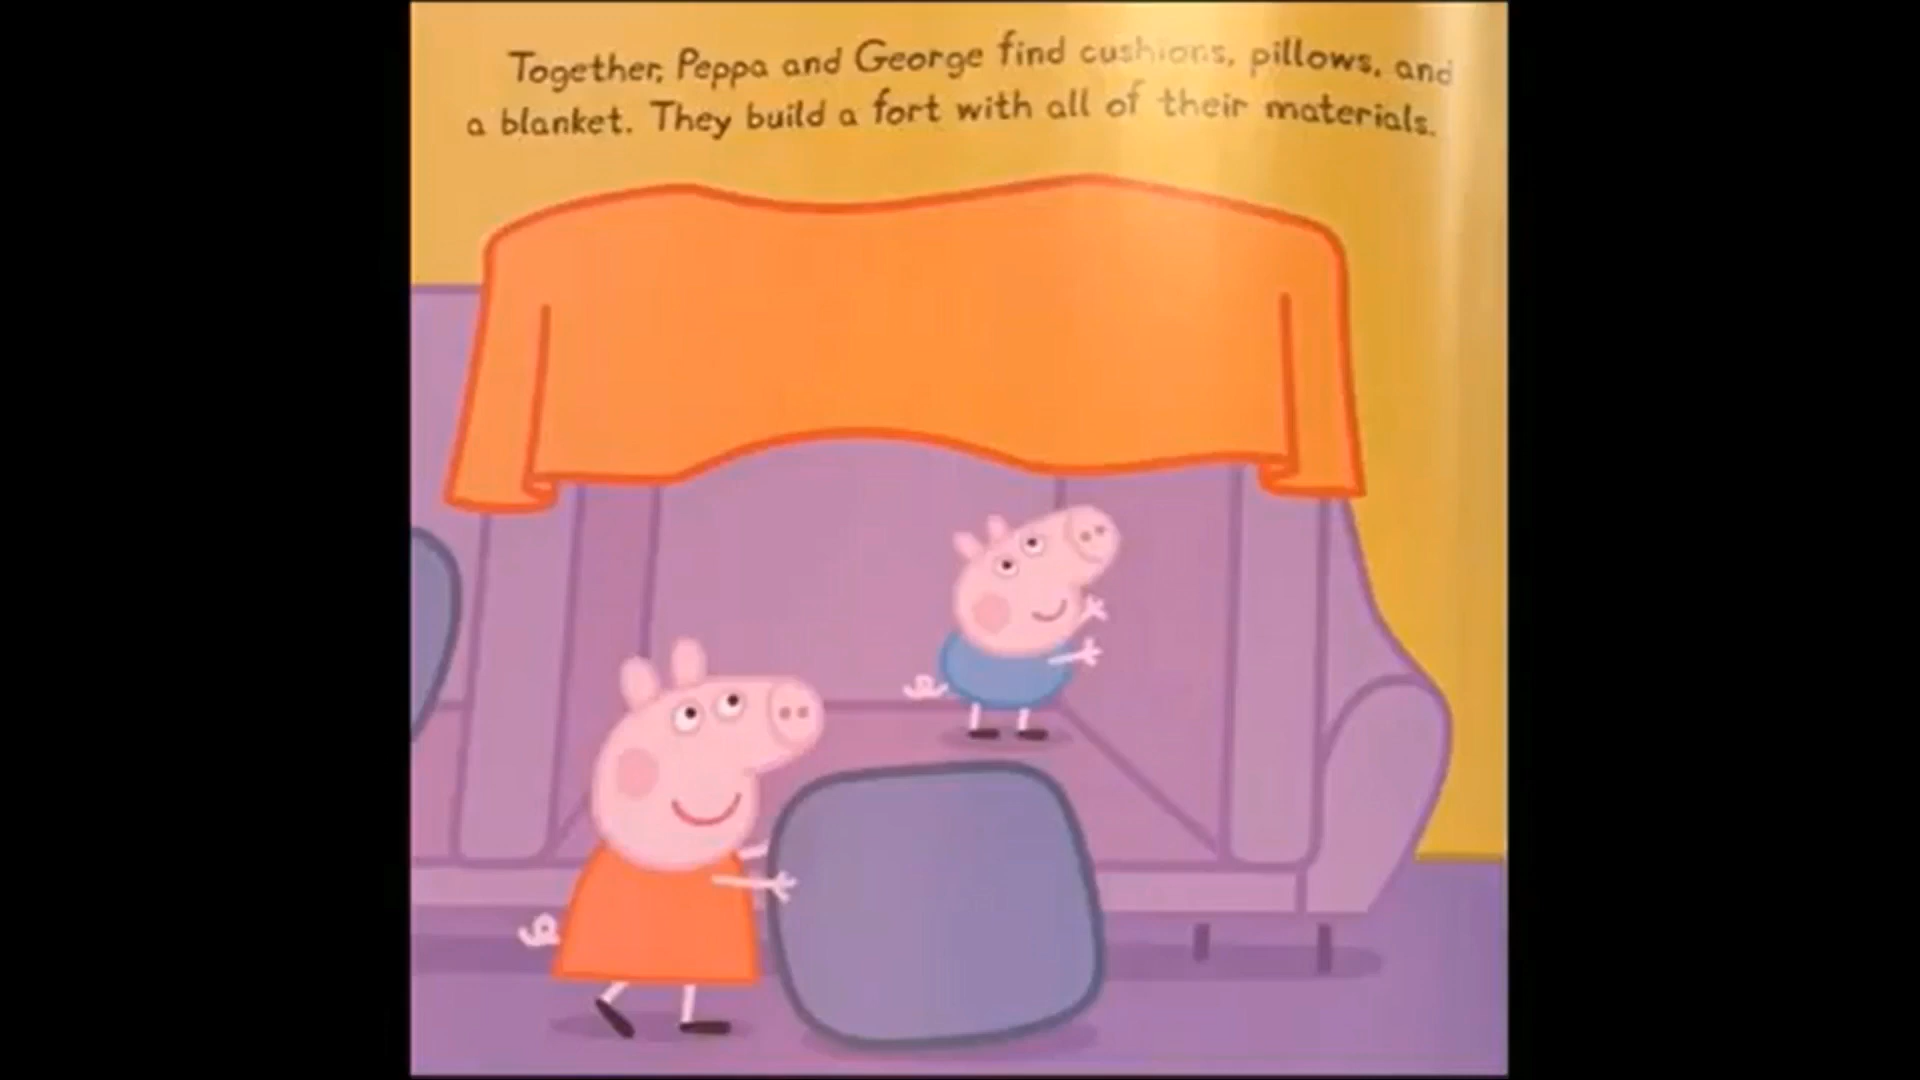 Together, Peppa and George find cushions, pillows, and
a blanket. They build a fort with all of their materials.